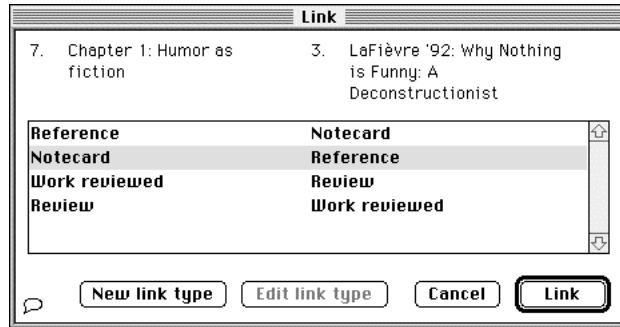 Link
7. Chapter 1: Humor as
fiction
3. LaFièvre '92: Why Nothing
is Funny: A
Deconstructionist
Reference Notecard
Notecard Reference
Work reviewed Review
Review Work reviewed
New link type Edit link type Cancel Link